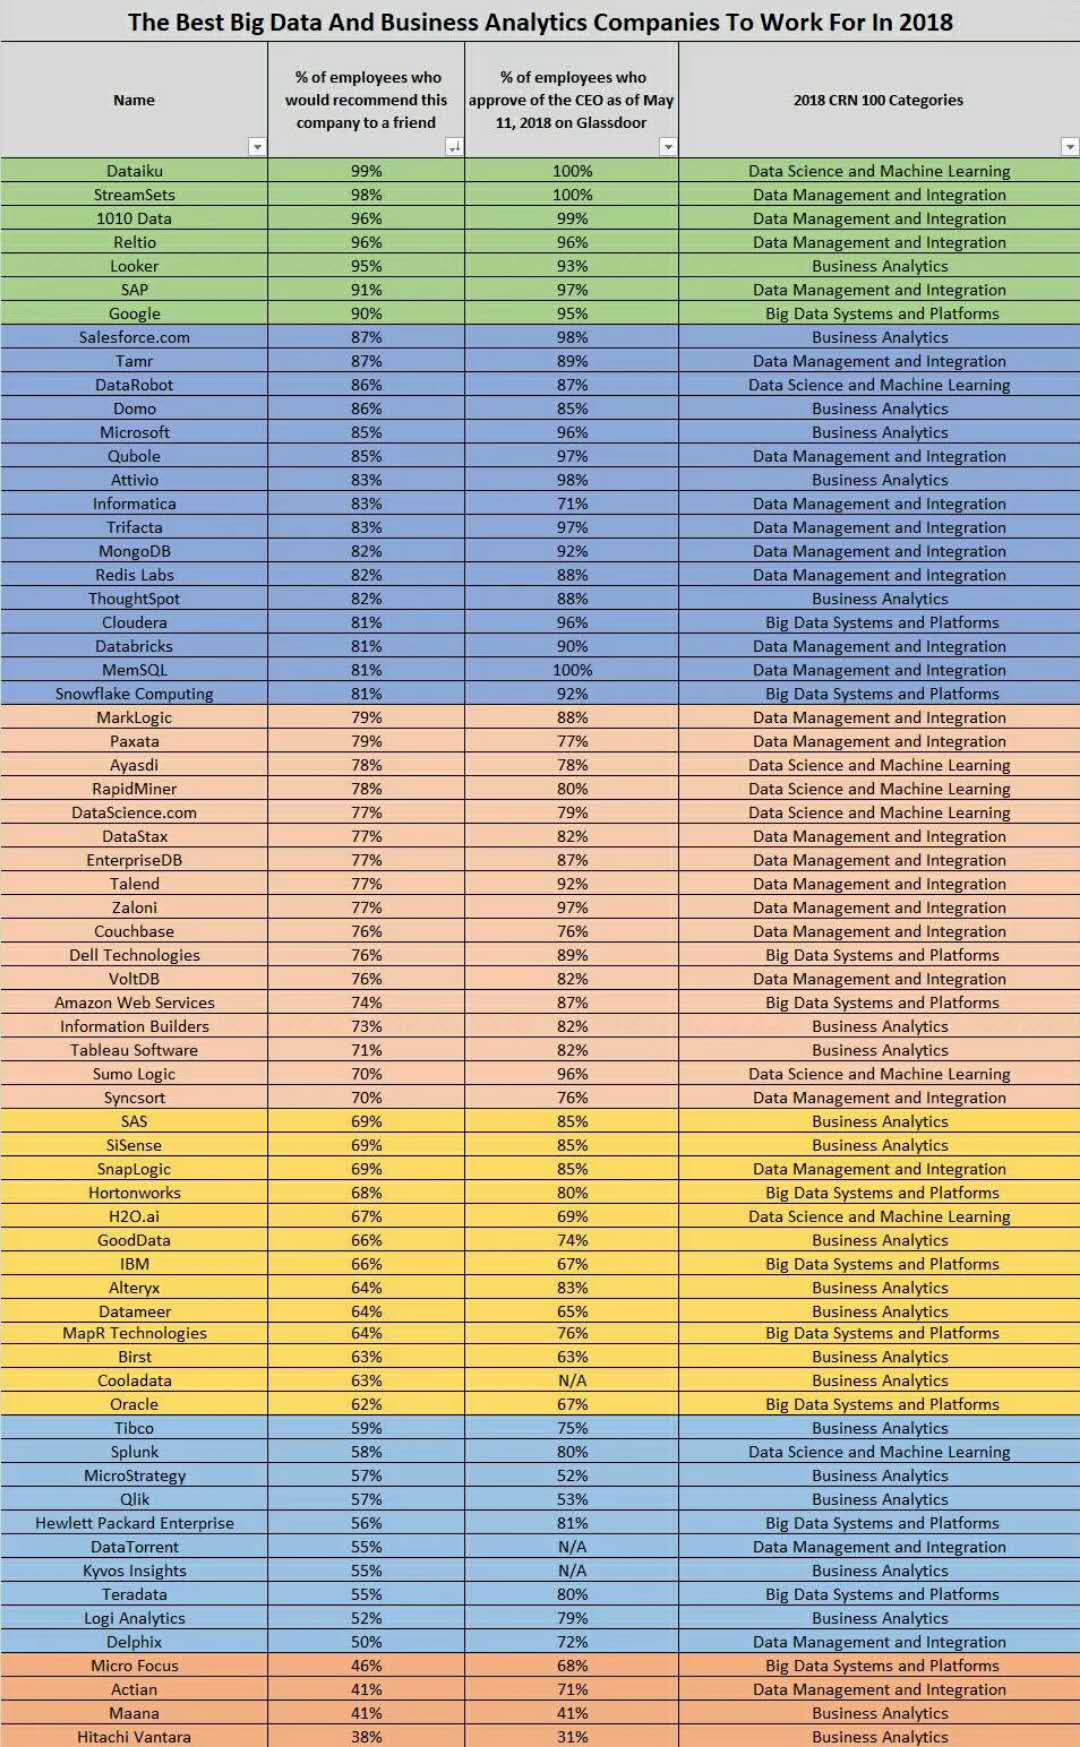 The Best Big Data And Business Analytics Companies To Work For In 2018
Name % of employees who would recommend this company to a friend % of employees who approve of the CEO as of May 11, 2018 on Glassdoor 2018 CRN 100 Categories
Dataiku 99% 100% Data Science and Machine Learning
StreamSets 98% 100% Data Management and Integration
1010 Data 96% 99% Data Management and Integration
Reltio 96% 96% Data Management and Integration
Looker 95% 93% Business Analytics
SAP 91% 97% Data Management and Integration
Google 90% 95% Big Data Systems and Platforms
Salesforce.com 87% 98% Business Analytics
Tamr 87% 89% Data Management and Integration
DataRobot 86% 87% Data Science and Machine Learning
Domo 86% 85% Business Analytics
Microsoft 85% 96% Business Analytics
Qubole 85% 97% Data Management and Integration
Attivio 83% 98% Business Analytics
Informatica 83% 71% Data Management and Integration
Trifacta 83% 97% Data Management and Integration
MongoDB 82% 92% Data Management and Integration
Redis Labs 82% 88% Data Management and Integration
ThoughtSpot 82% 88% Business Analytics
Cloudera 81% 96% Big Data Systems and Platforms
Databricks 81% 90% Data Management and Integration
MemSQL 81% 100% Data Management and Integration
Snowflake Computing 81% 92% Big Data Systems and Platforms
MarkLogic 79% 88% Data Management and Integration
Paxata 79% 77% Data Management and Integration
Ayasdi 78% 78% Data Science and Machine Learning
RapidMiner 78% 80% Data Science and Machine Learning
DataScience.com 77% 79% Data Science and Machine Learning
DataStax 77% 82% Data Management and Integration
EnterpriseDB 77% 87% Data Management and Integration
Talend 77% 92% Data Management and Integration
Zaloni 77% 97% Data Management and Integration
Couchbase 76% 76% Data Management and Integration
Dell Technologies 76% 89% Big Data Systems and Platforms
VoltDB 76% 82% Data Management and Integration
Amazon Web Services 74% 87% Big Data Systems and Platforms
Information Builders 73% 82% Business Analytics
Tableau Software 71% 82% Business Analytics
Sumo Logic 70% 96% Data Science and Machine Learning
Syncsort 70% 76% Data Management and Integration
SAS 69% 85% Business Analytics
SiSense 69% 85% Business Analytics
SnapLogic 69% 85% Data Management and Integration
Hortonworks 68% 80% Big Data Systems and Platforms
H2O.ai 67% 69% Data Science and Machine Learning
GoodData 66% 74% Business Analytics
IBM 66% 67% Big Data Systems and Platforms
Alteryx 64% 83% Business Analytics
Datameer 64% 65% Business Analytics
MapR Technologies 64% 76% Big Data Systems and Platforms
Birst 63% 63% Business Analytics
Cooladata 63% N/A Business Analytics
Oracle 62% 67% Big Data Systems and Platforms
Tibco 59% 75% Business Analytics
Splunk 58% 80% Data Science and Machine Learning
MicroStrategy 57% 52% Business Analytics
Qlik 57% 53% Business Analytics
Hewlett Packard Enterprise 56% 81% Big Data Systems and Platforms
DataTorrent 55% N/A Data Management and Integration
Kyvos Insights 55% N/A Business Analytics
Teradata 55% 80% Big Data Systems and Platforms
Logi Analytics 52% 79% Business Analytics
Delphix 50% 72% Data Management and Integration
Micro Focus 46% 68% Big Data Systems and Platforms
Actian 41% 71% Data Management and Integration
Maana 41% 41% Business Analytics
Hitachi Vantara 38% 31% Business Analytics